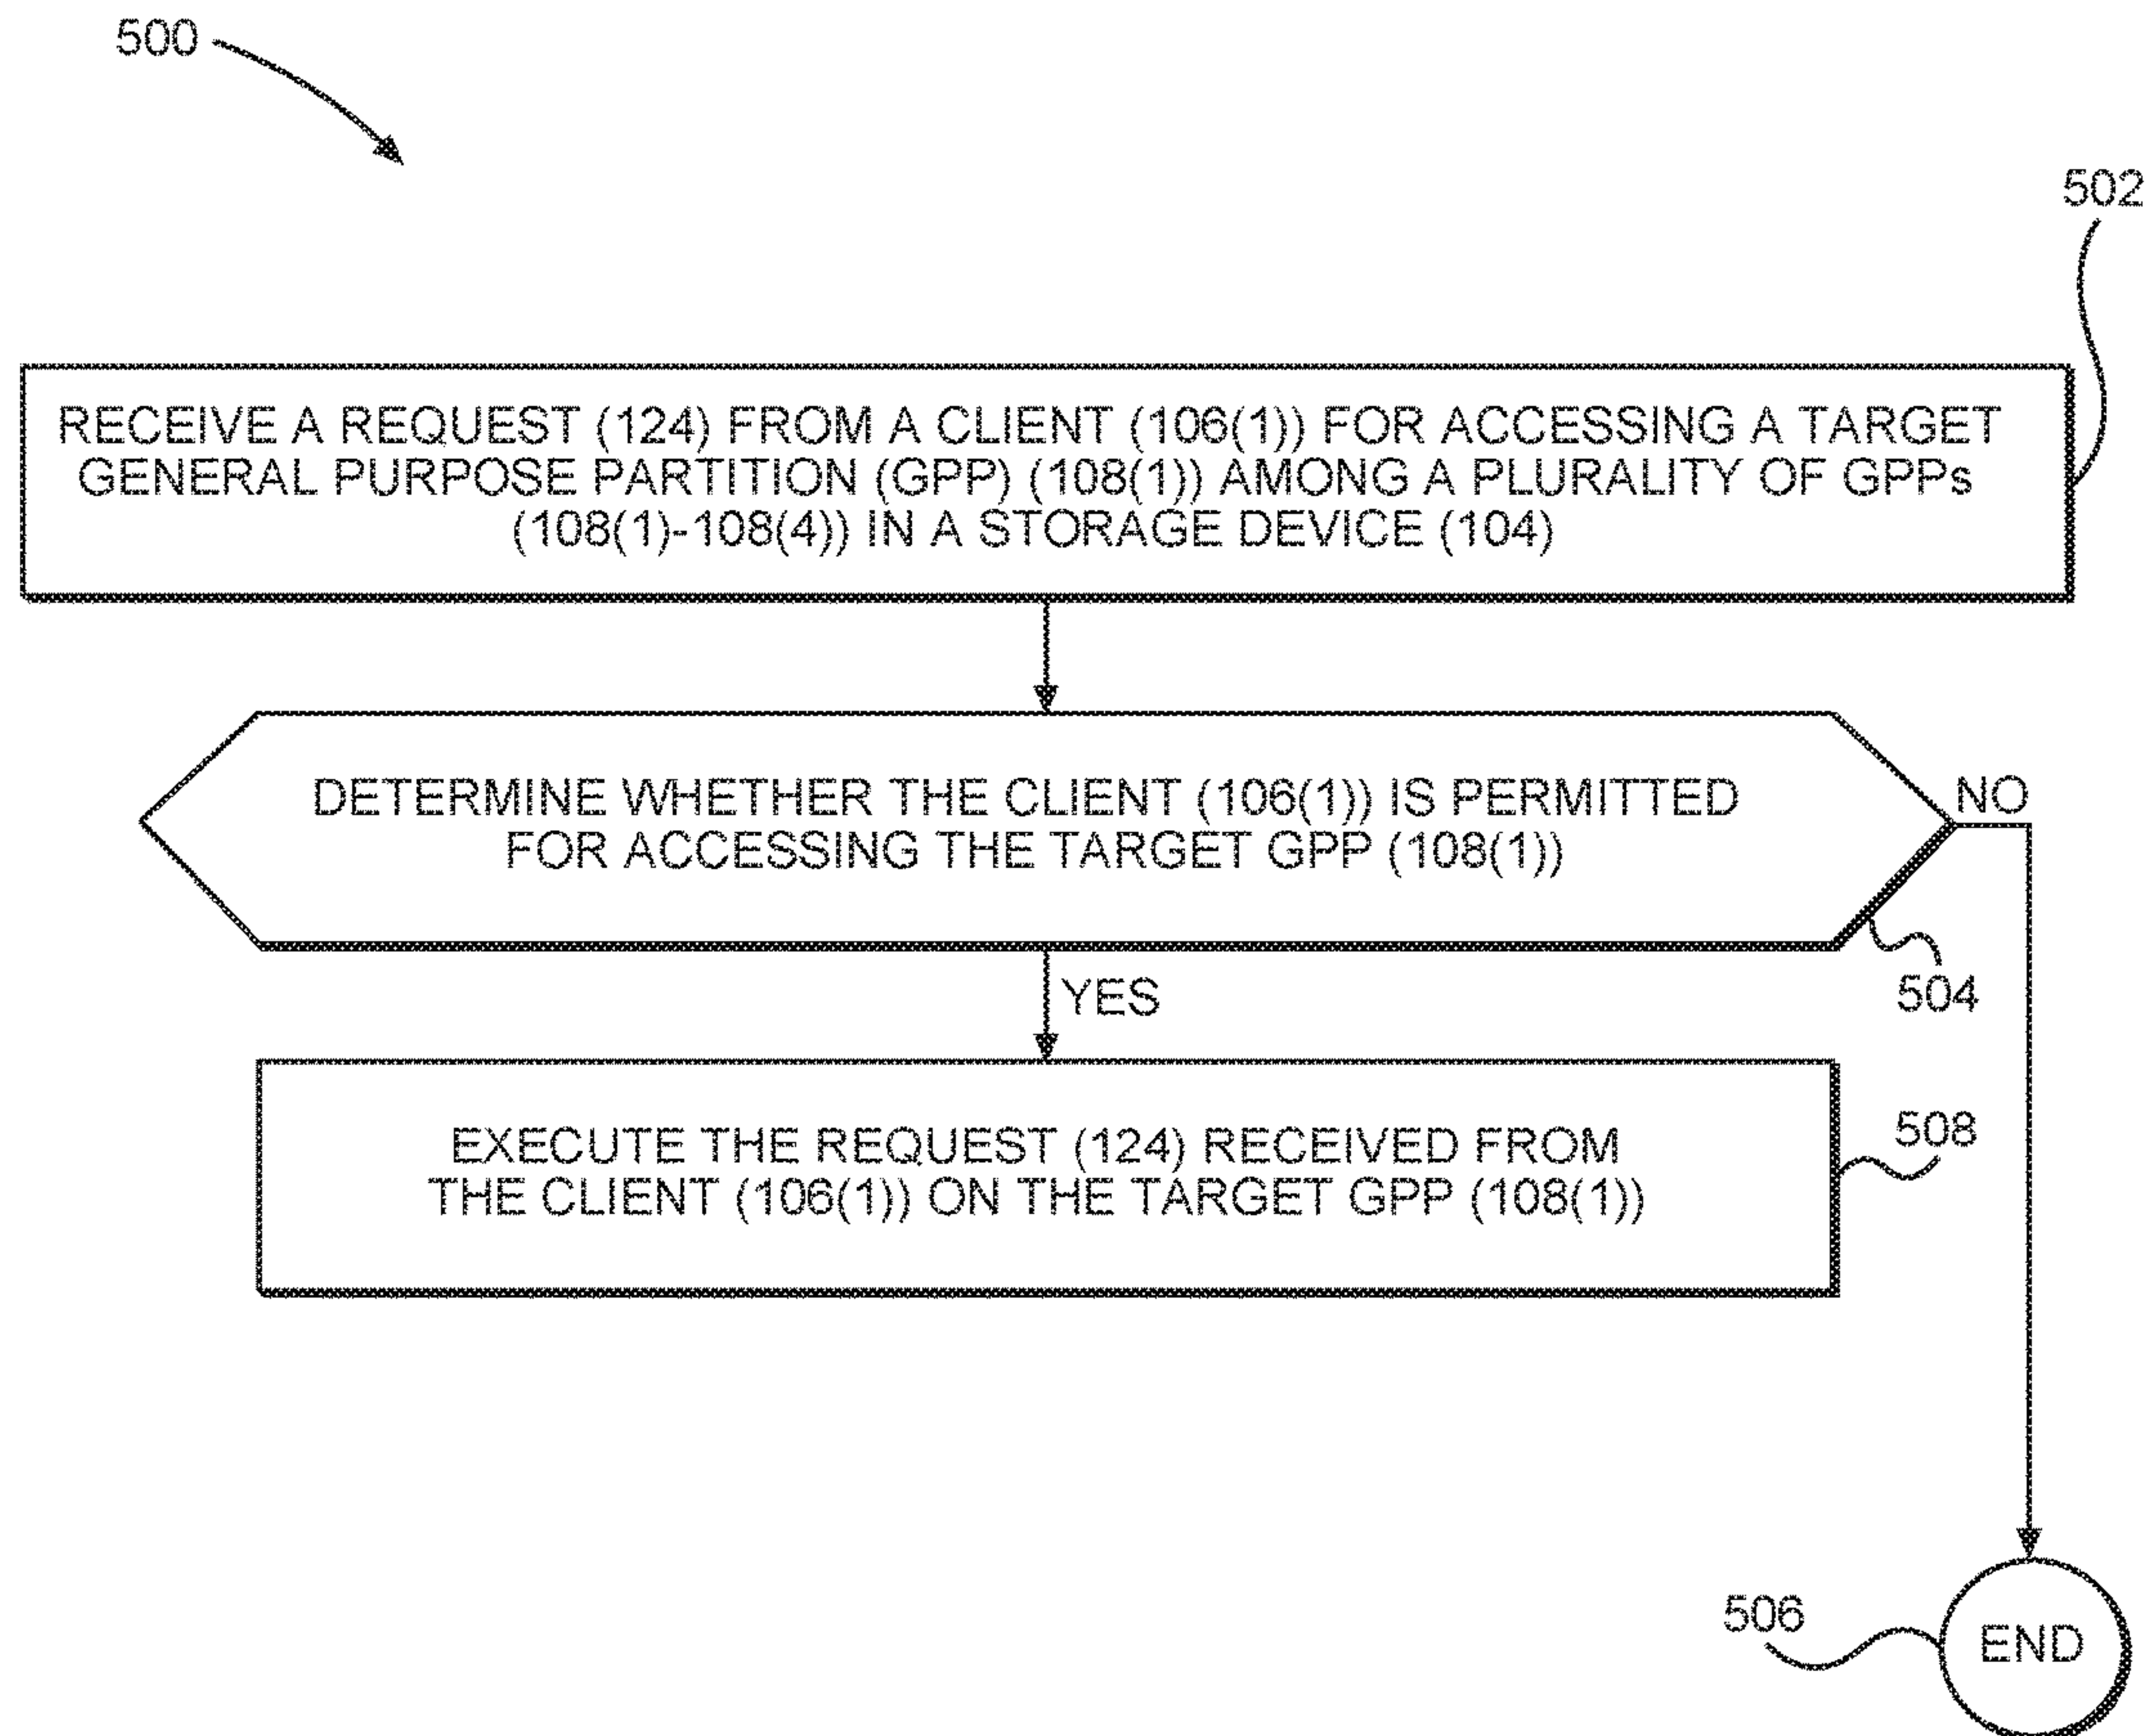 500
502
RECEIVE A REQUEST (124) FROM A CLIENT (106(1)) FOR ACCESSING A TARGET
GENERAL PURPOSE PARTITION (GPP) (108(1)) AMONG A PLURALITY OF GPPs
(108(1)-108(4)) IN A STORAGE DEVICE (104)
DETERMINE WHETHER THE CLIENT (106(1)) IS PERMITTED
FOR ACCESSING THE TARGET GPP (108(1))
NO
504
YES
EXECUTE THE REQUEST (124) RECEIVED FROM
THE CLIENT (106(1)) ON THE TARGET GPP (108(1))
508
506
END